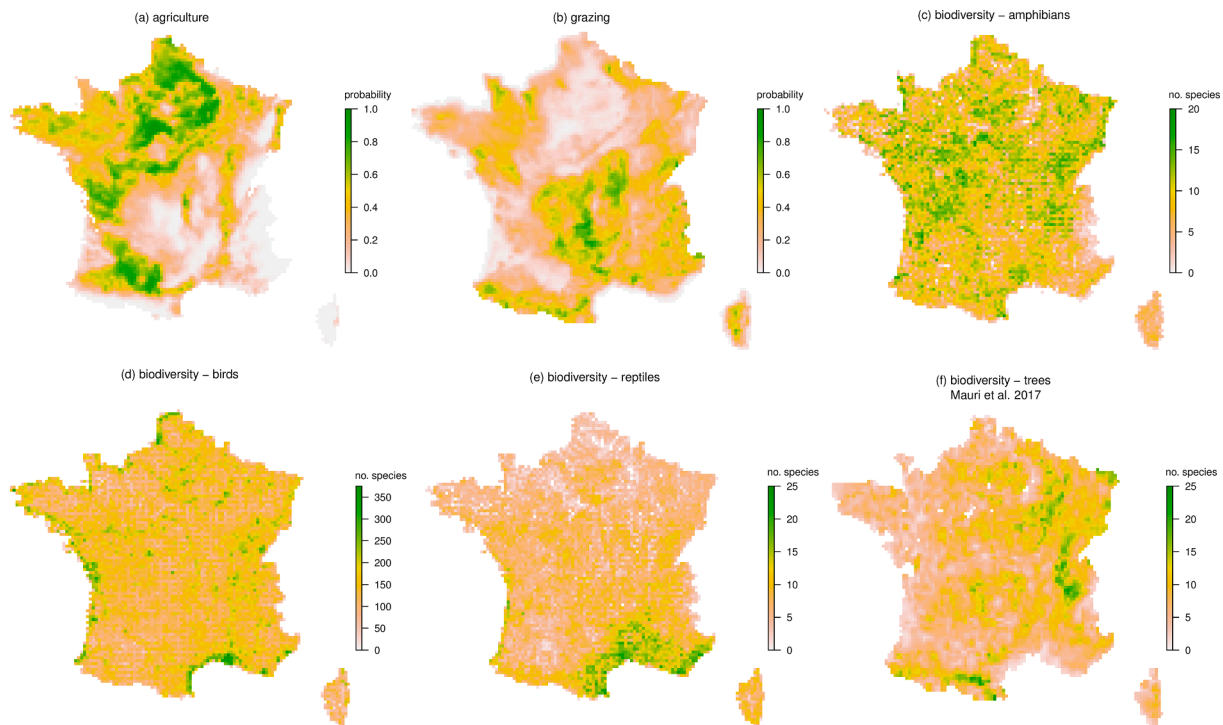 (a) agriculture
probability
1.0
0.8
0.6
0.4
0.2
0.0
(b) grazing
probability
1.0
0.8
0.6
0.4
0.2
0.0
(c) biodiversity – amphibians
no. species
20
15
10
5
0
(d) biodiversity – birds
no. species
350
300
250
200
150
100
50
0
(e) biodiversity – reptiles
no. species
25
20
15
10
5
0
(f) biodiversity – trees
Mauri et al. 2017
no. species
25
20
15
10
5
0